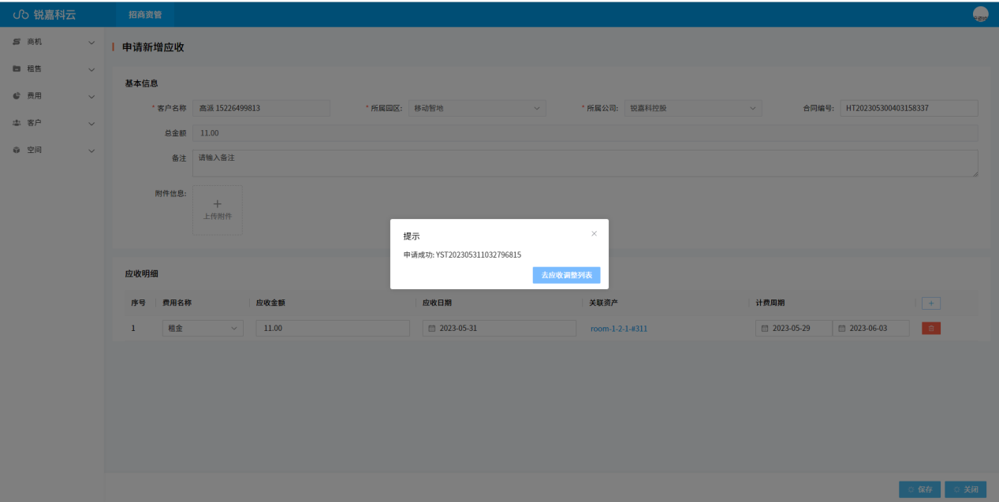 锐嘉科云 招商资管
商机
租售
费用
客户
空间
申请新增应收
基本信息
* 客户名称 高派 15226499813 * 所属园区: 移动智地 * 所属公司: 锐嘉科控股 合同编号: HT202305300403158337
总金额 11.00
备注 请输入备注
附件信息:
上传附件
提示
申请成功: YST202305311032796815
去应收调整列表
应收明细
序号 费用名称 应收金额 应收日期 关联资产 计费周期 +
1 租金 11.00 2023-05-31 room-1-2-1-#311 2023-05-29 2023-06-03
保存 关闭